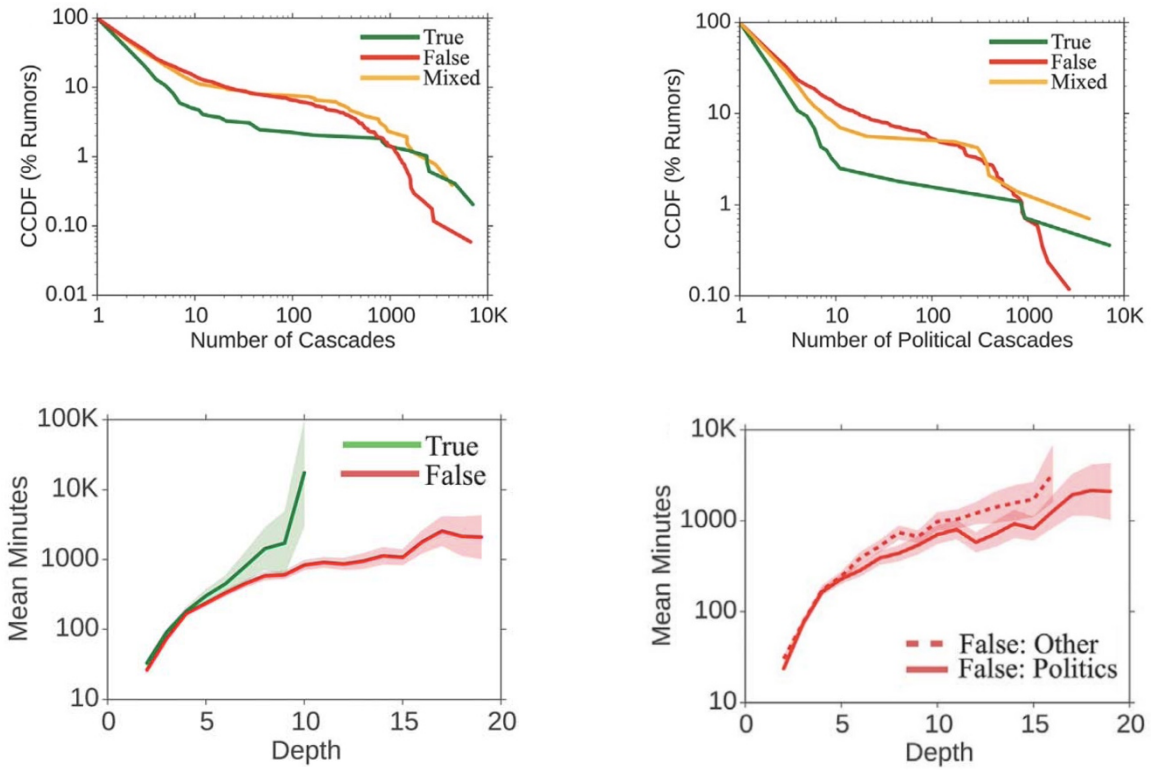 100
10
1
0.10
0.01
CCDF (% Rumors)
True
False
Mixed
1 10 100 1000 10K
Number of Cascades
100
10
1
0.10
CCDF (% Rumors)
True
False
Mixed
1 10 100 1000 10K
Number of Political Cascades
100K
10K
1000
100
10
Mean Minutes
True
False
0 5 10 15 20
Depth
10K
1000
100
10
Mean Minutes
False: Other
False: Politics
0 5 10 15 20
Depth